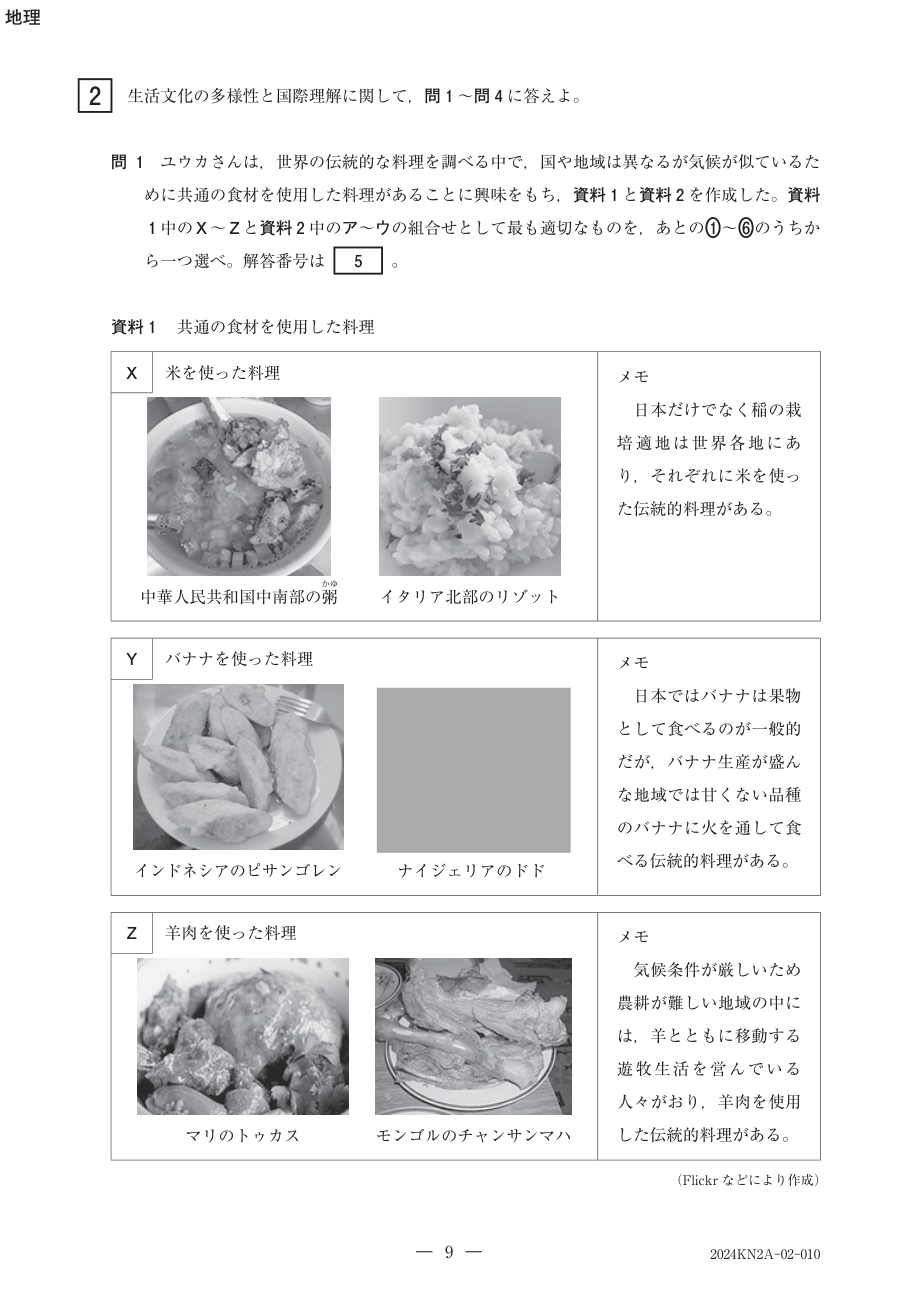 地理
2 生活文化の多様性と国際理解に関して，問1～問4に答えよ。
問1 ユウカさんは，世界の伝統的な料理を調べる中で，国や地域は異なるが気候が似ているた
めに共通の食材を使用した料理があることに興味をもち，資料1と資料2を作成した。資料
1中のX～Zと資料2中のア～ウの組合せとして最も適切なものを，あとの①～⑥のうちか
ら一つ選べ。解答番号は 5 。
資料1 共通の食材を使用した料理
X 米を使った料理
かゆ
中華人民共和国中南部の粥 イタリア北部のリゾット
メモ
日本だけでなく稲の栽
培適地は世界各地にあ
り，それぞれに米を使っ
た伝統的料理がある。
Y バナナを使った料理
インドネシアのピサンゴレン ナイジェリアのドド
メモ
日本ではバナナは果物
として食べるのが一般的
だが，バナナ生産が盛ん
な地域では甘くない品種
のバナナに火を通して食
べる伝統的料理がある。
Z 羊肉を使った料理
マリのトゥカス モンゴルのチャンサンマハ
メモ
気候条件が厳しいため
農耕が難しい地域の中に
は，羊とともに移動する
遊牧生活を営んでいる
人々がおり，羊肉を使用
した伝統的料理がある。
（Flickrなどにより作成）
― 9 ―
2024KN2A-02-010